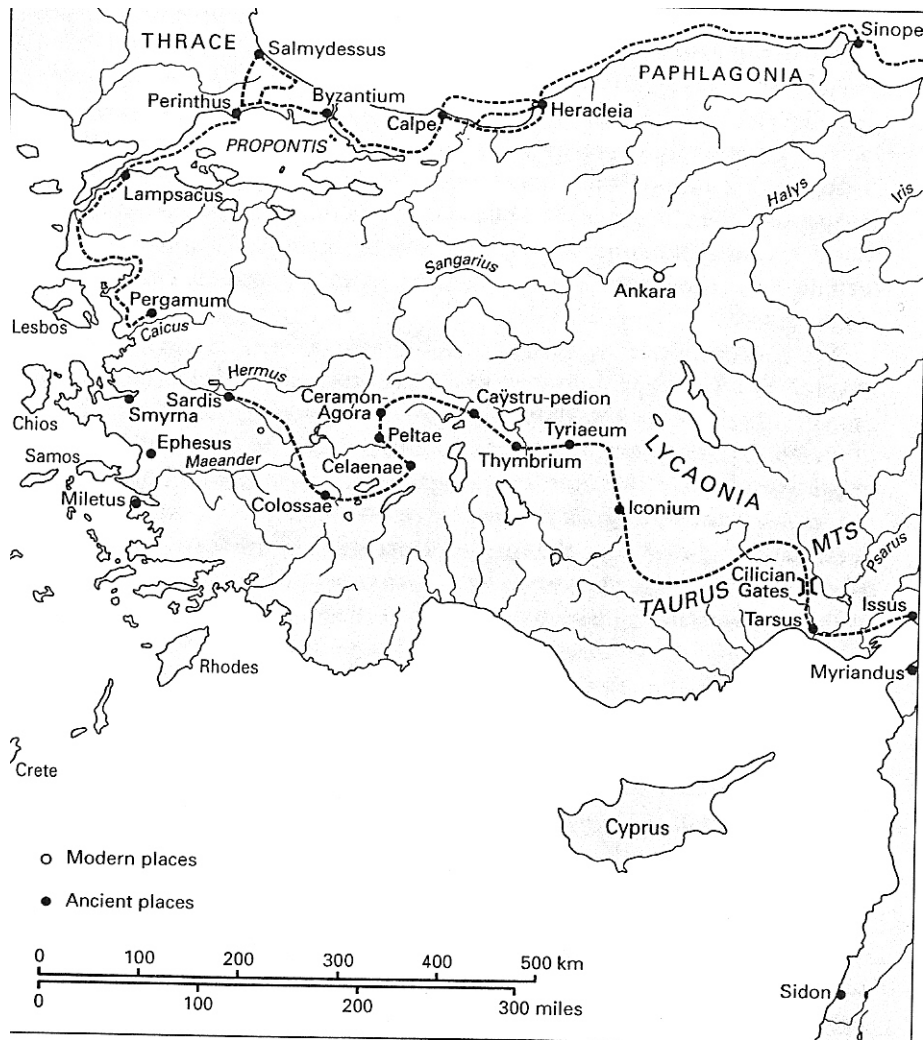 THRACE
Salmydessus
Sinope
PAPHLAGONIA
Perinthus
Byzantium
Calpe
Heracleia
PROPONTIS
Lampsacus
Halys
Iris
Sangarius
Ankara
Pergamum
Lesbos
Caicus
Hermus
Sardis
Ceramón-
Agora
Caÿstru-pedion
Smyrna
Chios
Peltae
Tyriaeum
Ephesus
Thymbrium
LYCAONIA
Samos
Maeander
Celaenae
Miletus
Colossae
Iconium
MTS
Psarus
TAURUS
Cilician
Gates
Issus
Tarsus
Rhodes
Myriandus
Crete
Cyprus
Modern places
Ancient places
0 100 200 300 400 500 km
0 100 200 300 miles
Sidon